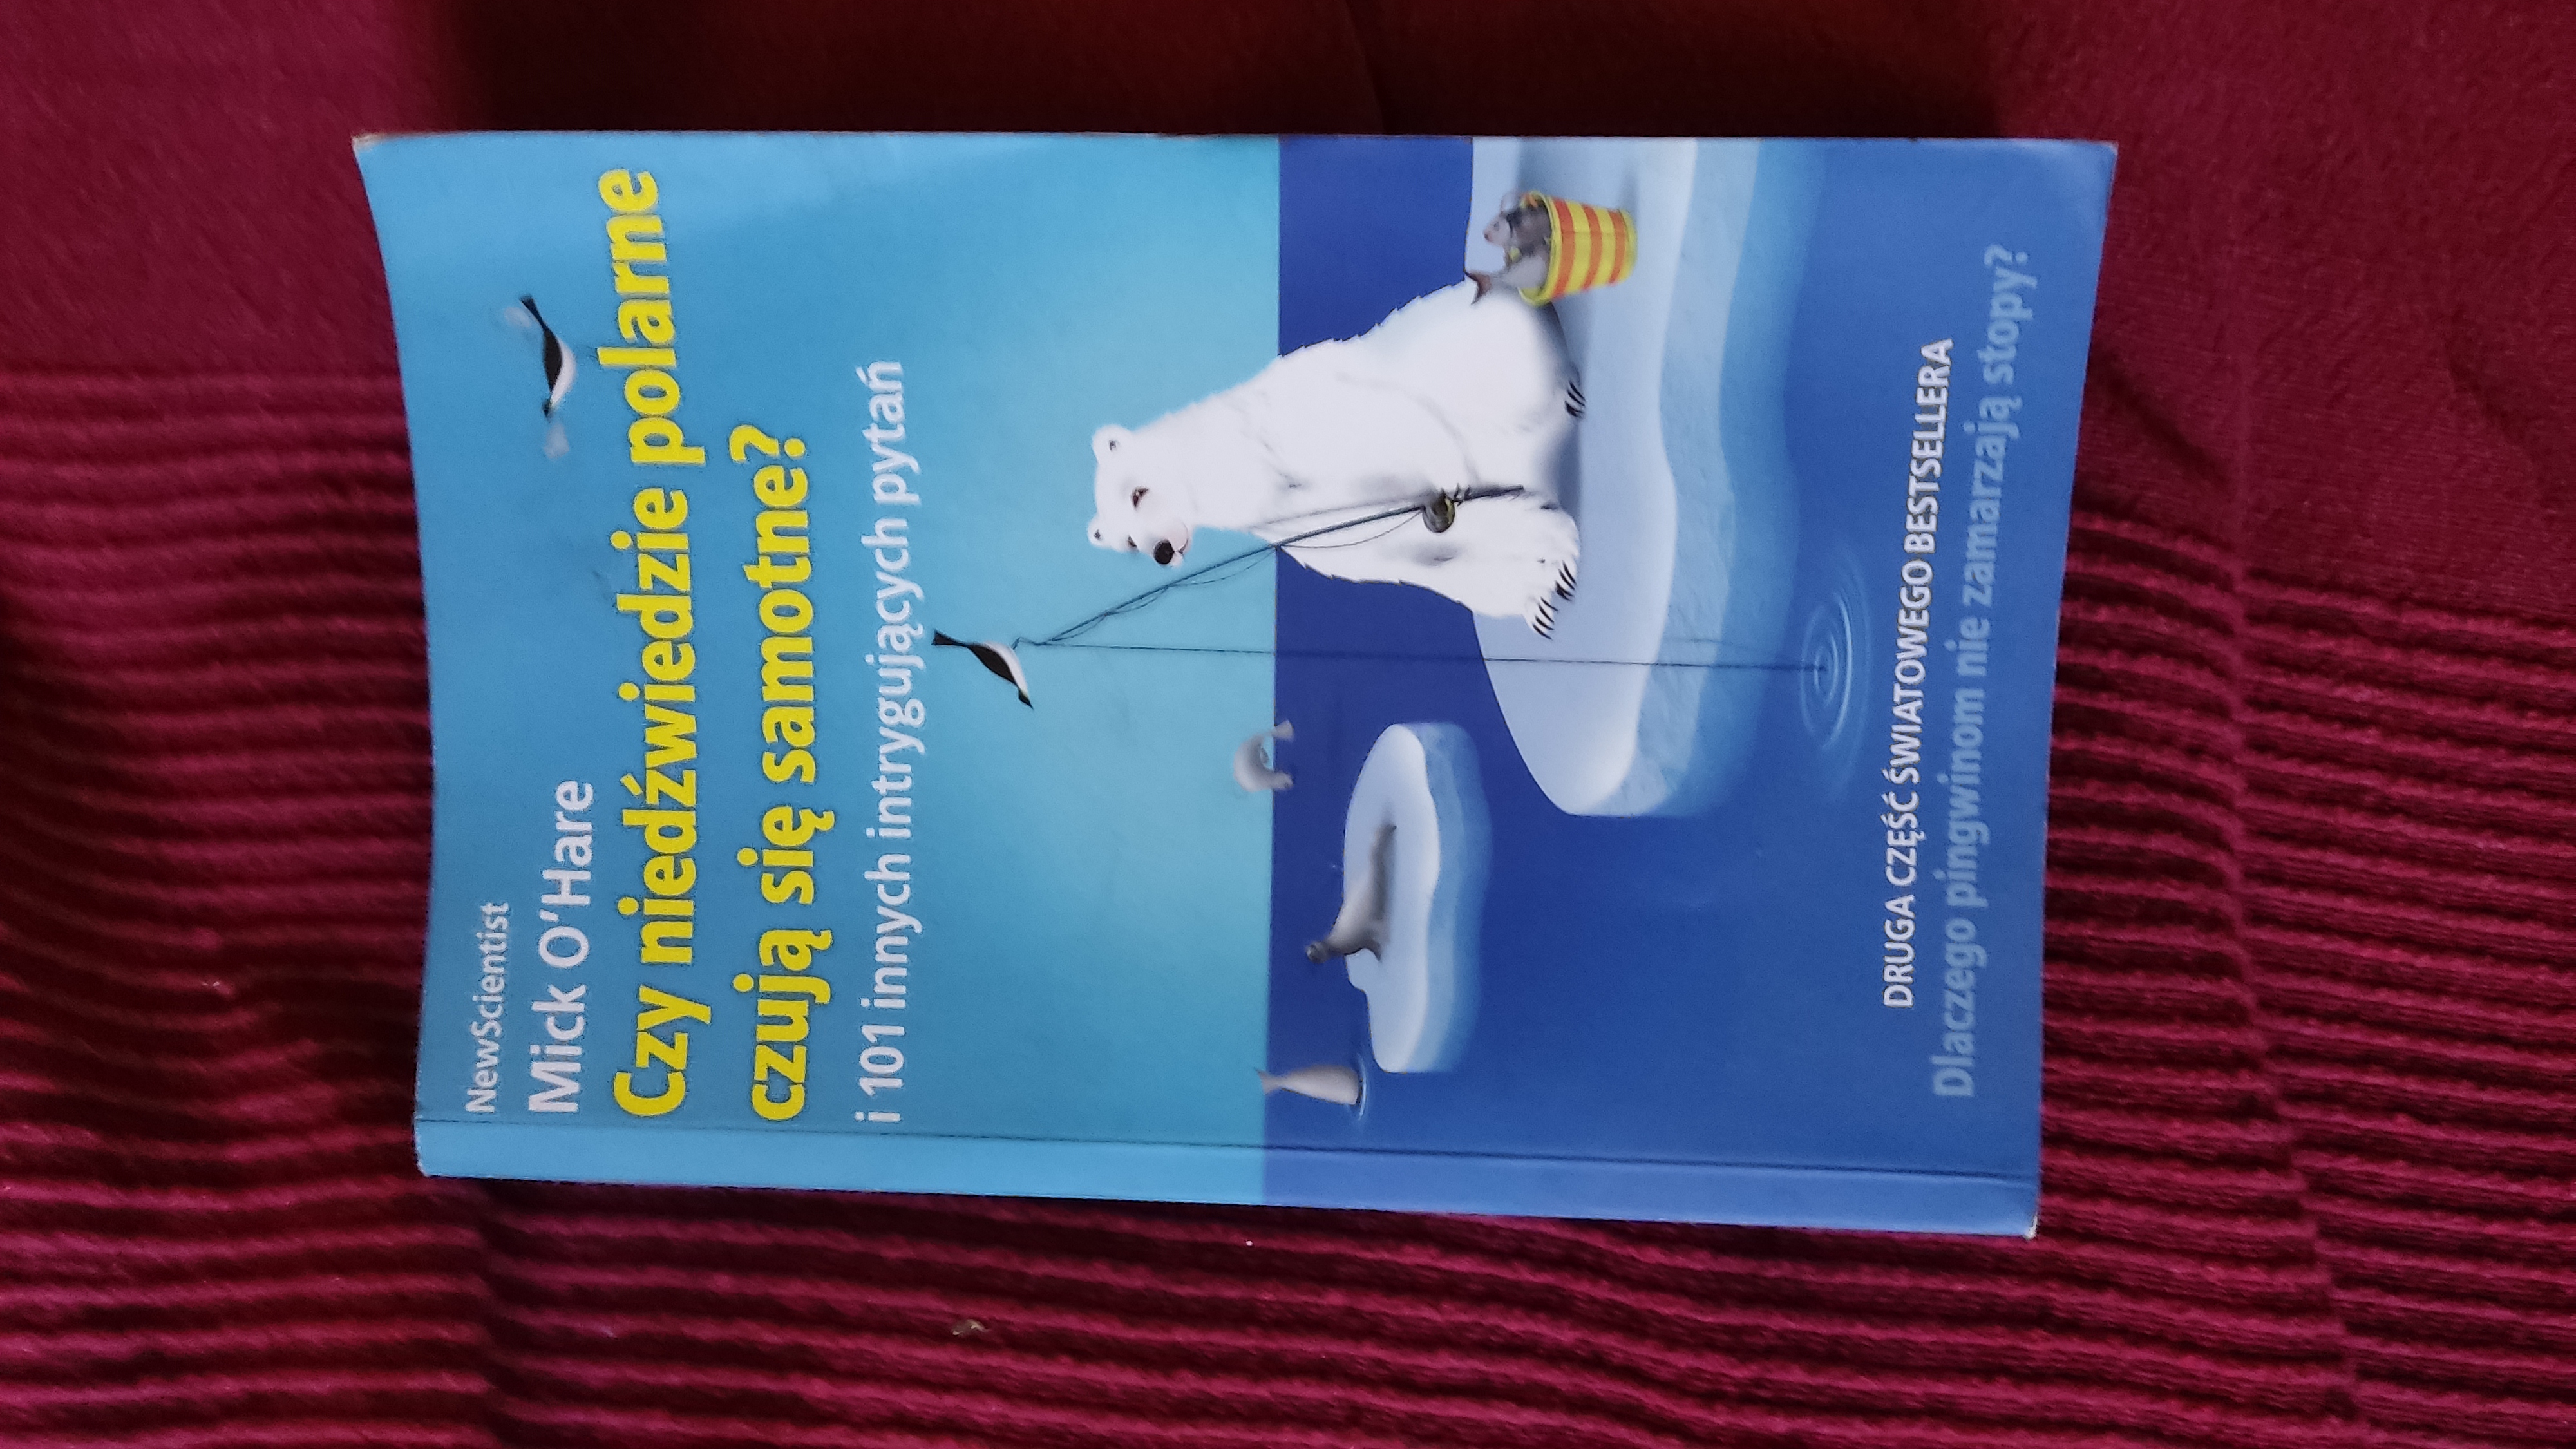 NewScientist
Mick O'Hare
Czy niedźwiedzie polarne
czują się samotne?
i 101 innych intrygujących pytań
DRUGA CZĘŚĆ ŚWIATOWEGO BESTSELLERA
Dlaczego pingwinom nie zamarzają stopy?